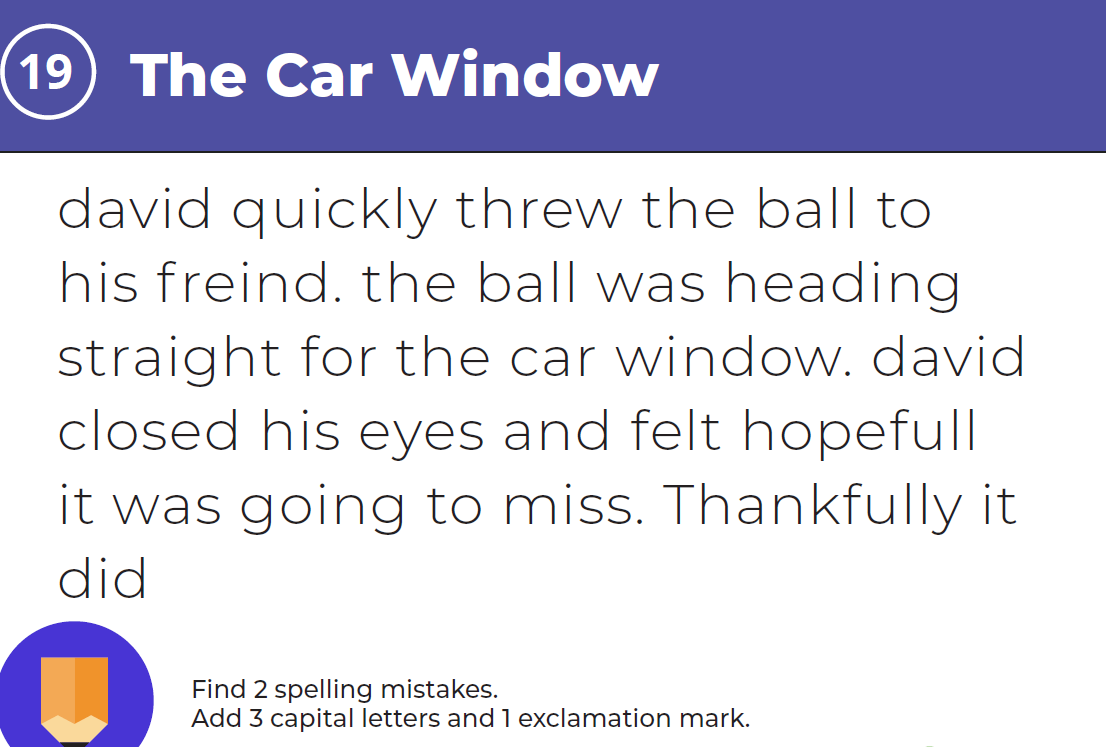 19
The Car Window
david quickly threw the ball to
his freind. the ball was heading
straight for the car window. david
closed his eyes and felt hopefull
it was going to miss. Thankfully it
did
Find 2 spelling mistakes.
Add 3 capital letters and 1 exclamation mark.